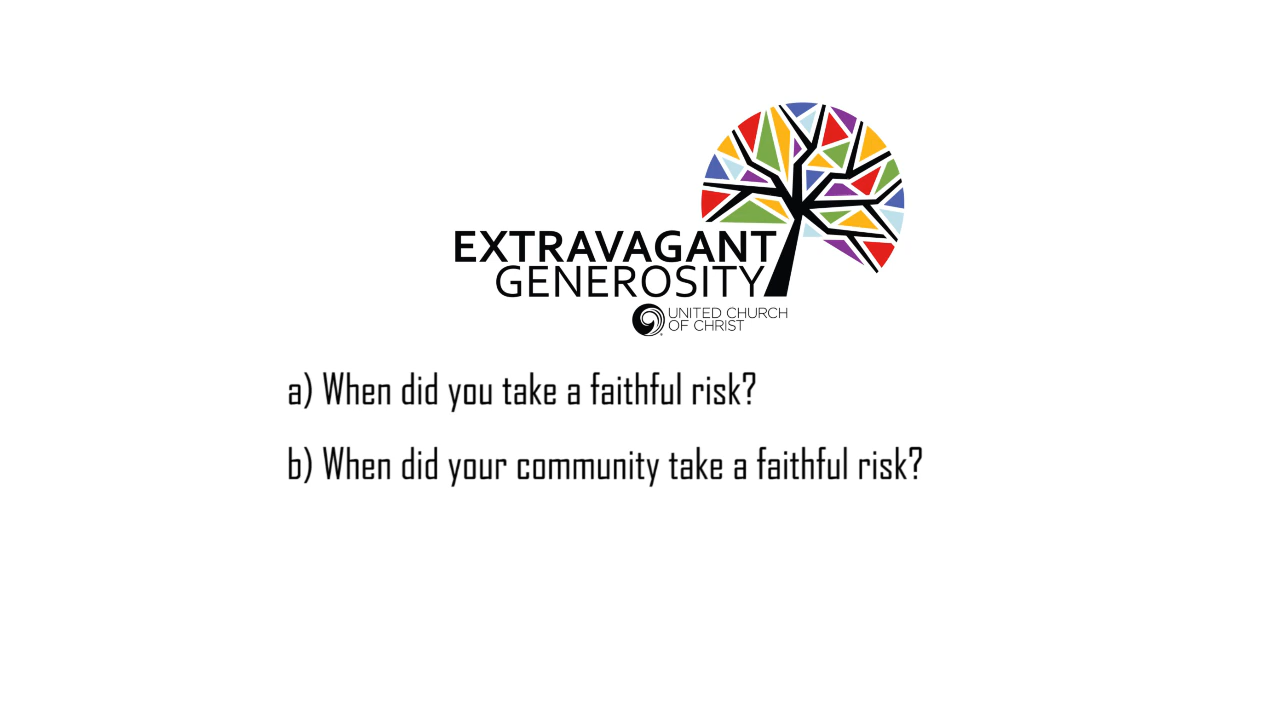 EXTRAVAGANT
GENEROSITY
UNITED CHURCH
OF CHRIST
a) When did you take a faithful risk?
b) When did your community take a faithful risk?